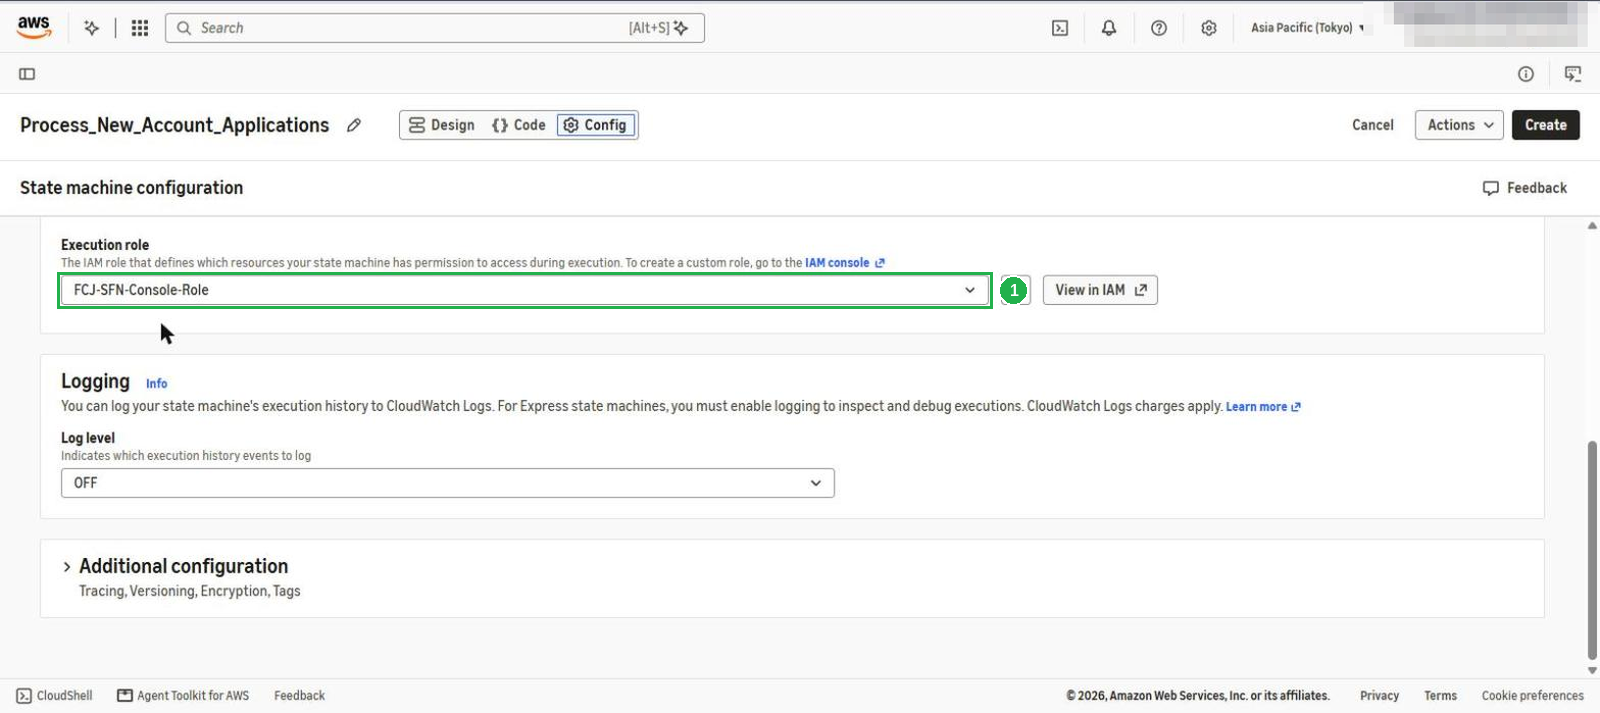 aws
Search [Alt+S]
Asia Pacific (Tokyo)
Process_New_Account_Applications
Design {} Code Config
Cancel Actions Create
State machine configuration
Feedback
Execution role
The IAM role that defines which resources your state machine has permission to access during execution. To create a custom role, go to the IAM console
FCJ-SFN-Console-Role
1
View in IAM
Logging Info
You can log your state machine's execution history to CloudWatch Logs. For Express state machines, you must enable logging to inspect and debug executions. CloudWatch Logs charges apply. Learn more
Log level
Indicates which execution history events to log
OFF
Additional configuration
Tracing, Versioning, Encryption, Tags
CloudShell Agent Toolkit for AWS Feedback
© 2026, Amazon Web Services, Inc. or its affiliates. Privacy Terms Cookie preferences